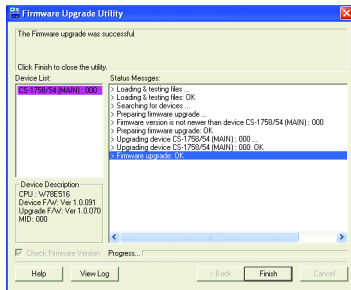 Firmware Upgrade Utility
The Firmware upgrade was successful.
Click Finish to close the utility.
Device List:
Status Messges:
CS-1758/54 (MAIN) : 000
> Loading & testing files ...
> Loading & testing files: OK
> Searching for devices ...
> Preparing firmware upgrade ...
> Firmware version is not newer than device CS-1758/54 (MAIN) : 000
> Preparing firmware upgrade: OK
> Upgrading device CS-1758/54 (MAIN) : 000 ...
> Upgrading device CS-1758/54 (MAIN) : 000: OK
> Firmware upgrade: OK
Device Description
CPU : W78E516
Device F/W: Ver 1.0.091
Upgrade F/W: Ver 1.0.070
MID: 000
Check Firmware Version
Progress...
Help
View Log
< Back
Finish
Cancel